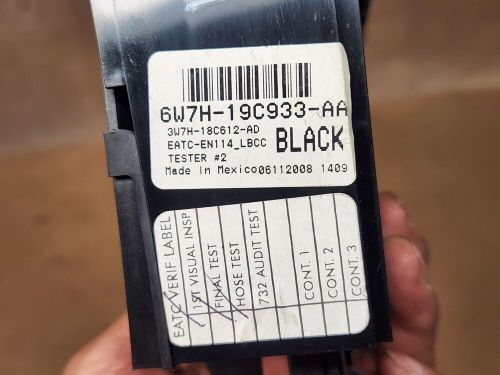 6W7H-19C933-AA
3W7H-18C612-AD
EATC-EN114_LBCC BLACK
TESTER #2
Made In Mexico06112008 1409
EATC VERIF LABEL
1ST VISUAL INSP
FINAL TEST
HOSE TEST
732 AUDIT TEST
CONT. 1
CONT. 2
CONT. 3